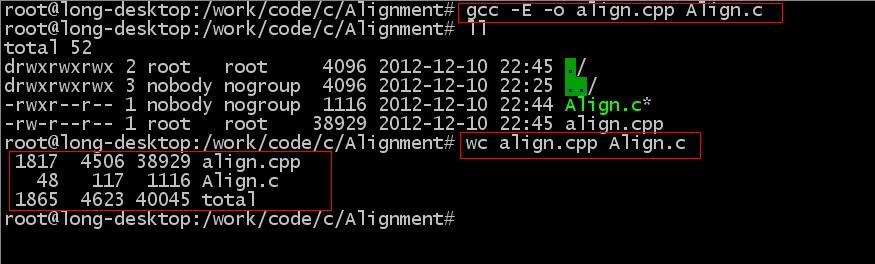 root@long-desktop:/work/code/c/Alignment# gcc -E -o align.cpp Align.c
root@long-desktop:/work/code/c/Alignment# ll
total 52
drwxrwxrwx 2 root   root     4096 2012-12-10 22:45 ./
drwxrwxrwx 3 nobody nogroup  4096 2012-12-10 22:25 ../
-rwxr--r-- 1 nobody nogroup  1116 2012-12-10 22:44 Align.c*
-rw-r--r-- 1 root   root    38929 2012-12-10 22:45 align.cpp
root@long-desktop:/work/code/c/Alignment# wc align.cpp Align.c
 1817  4506 38929 align.cpp
   48   117  1116 Align.c
 1865  4623 40045 total
root@long-desktop:/work/code/c/Alignment#